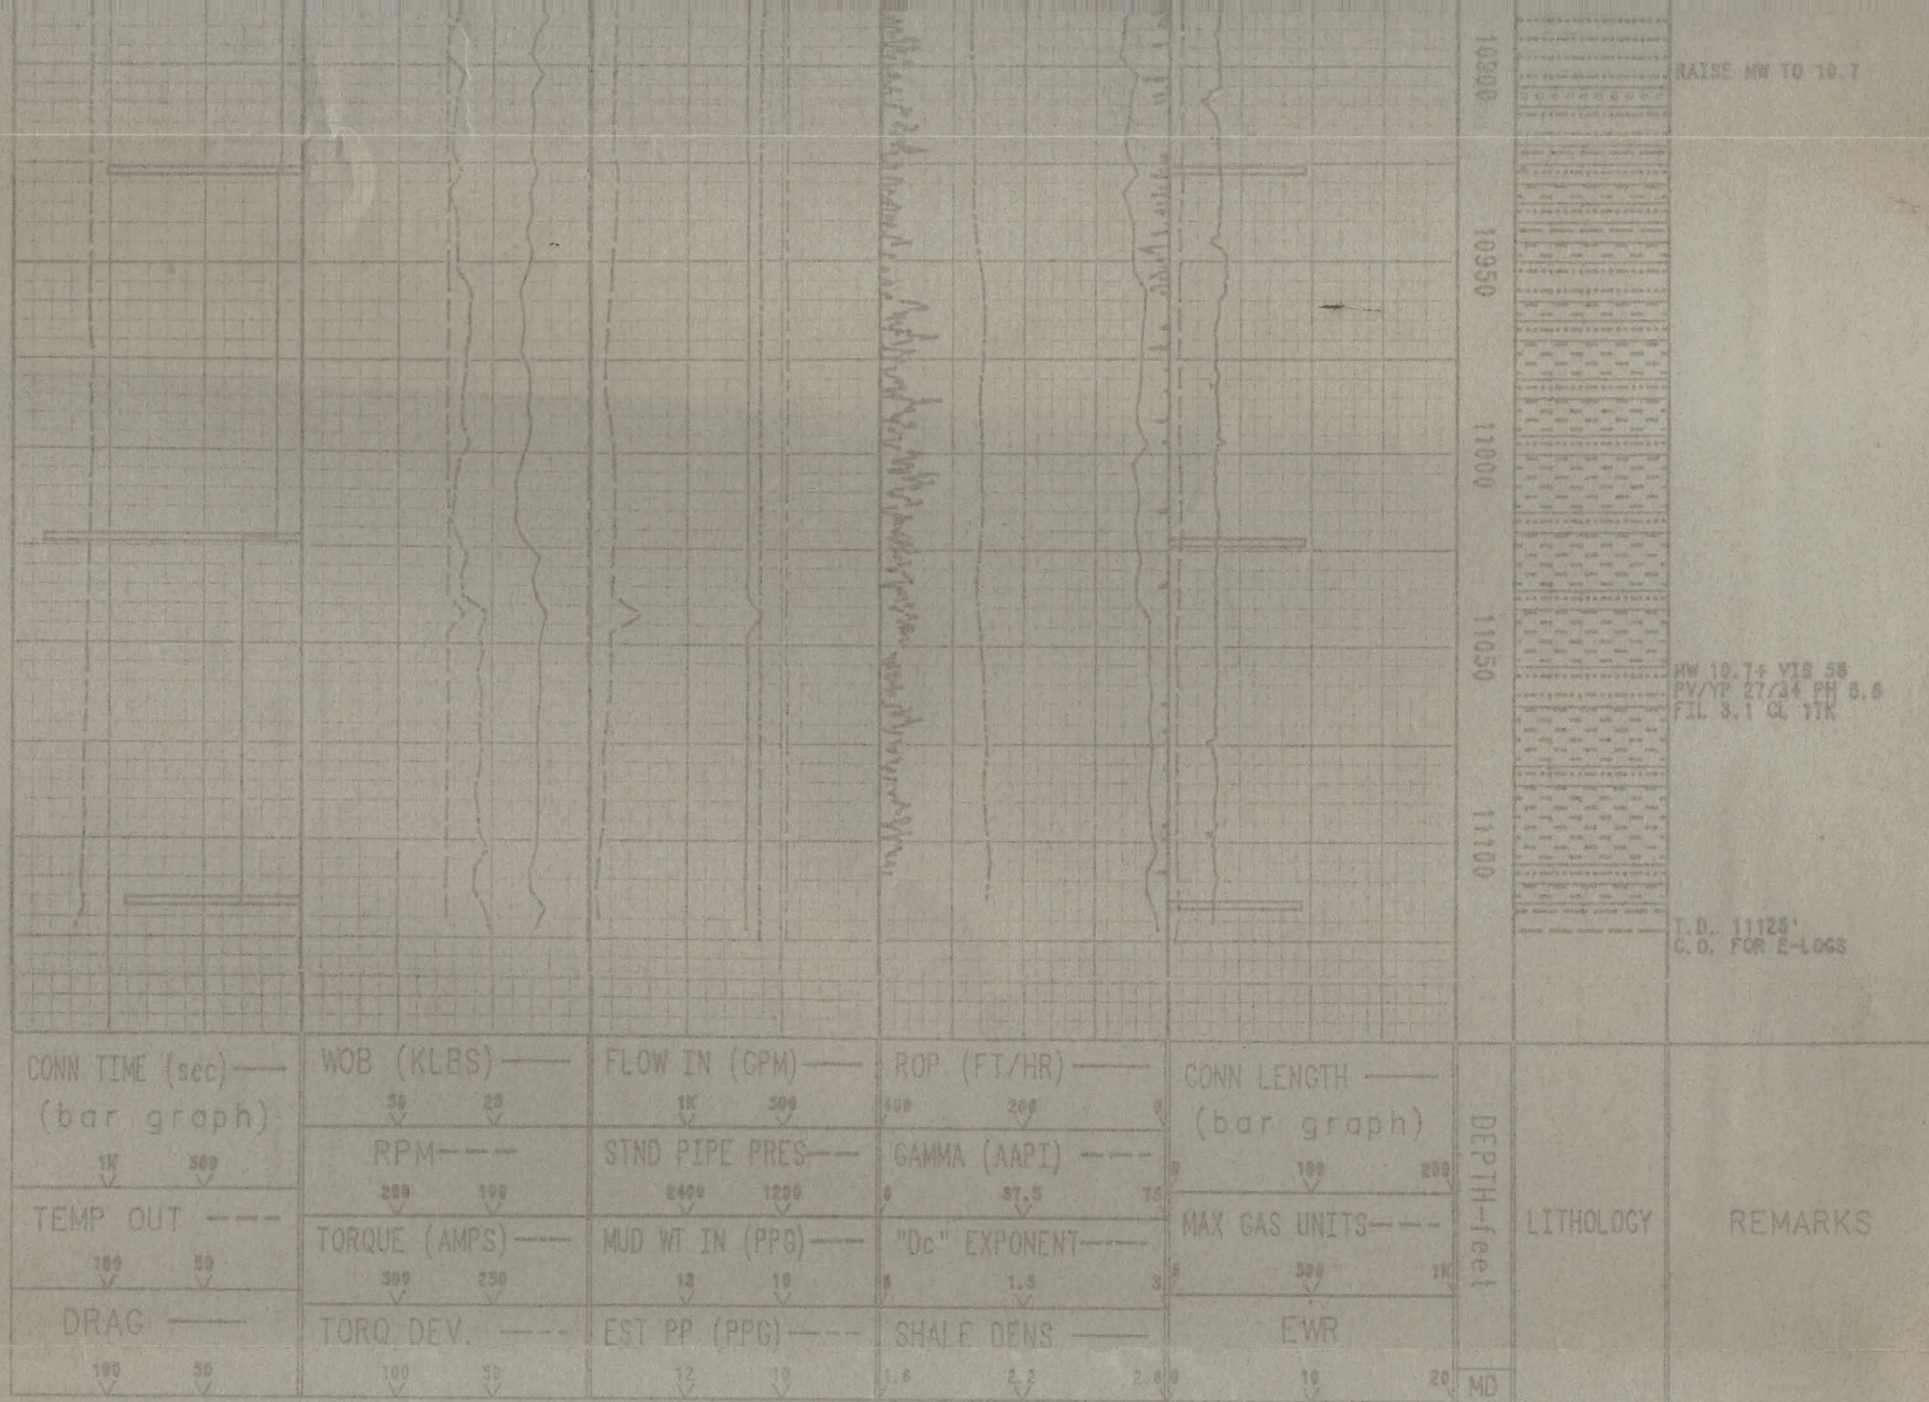 10900
RAISE MW TO 10.7
10950
11000
11050
MW 10.7+ VIS 58
PV/YP 27/34 PH
FIL 3.1 CL 17K
11100
T.D. 11125'
C.O. FOR E-LOGS
CONN TIME (sec)
(bar graph)
1K 500
TEMP OUT
100 50
DRAG
100 50
WOB (KLBS)
50 20
RPM
200 100
TORQUE (AMPS)
300 250
TORQ DEV.
100 50
FLOW IN (GPM)
1K 500
STND PIPE PRES
2400 1200
MUD WT IN (PPG)
10
EST PP (PPG)
12 10
ROP (FT/HR)
400 200 0
GAMMA (AAPI)
0 37.5 75
"Dc" EXPONENT
0 1.5 3
SHALE DENS
1.8 2.2 2.6
CONN LENGTH
(bar graph)
0 100 200
MAX GAS UNITS
0 500 1K
EWR
0 10 20
DEPTH-feet
MD
LITHOLOGY
REMARKS